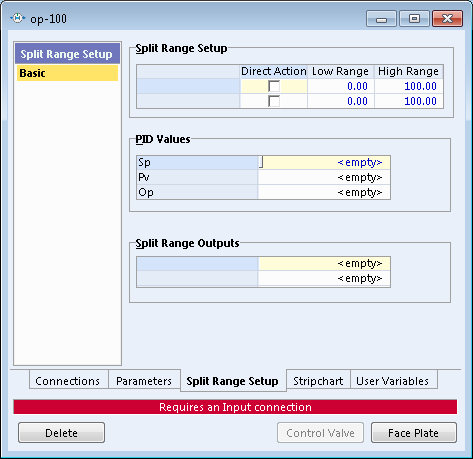 op-100
Split Range Setup
Basic
Split Range Setup
Direct Action Low Range High Range
0.00 100.00
0.00 100.00
PID Values
Sp <empty>
Pv <empty>
Op <empty>
Split Range Outputs
<empty>
<empty>
Connections Parameters Split Range Setup Stripchart User Variables
Requires an Input connection
Delete Control Valve Face Plate